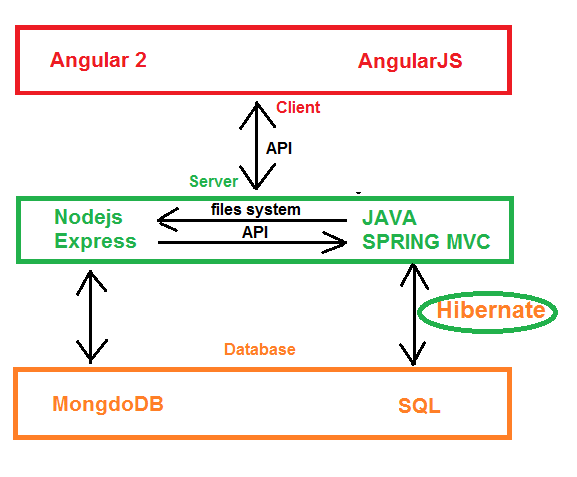 Angular 2
AngularJS
Client
API
Server
Nodejs
Express
files system
API
JAVA
SPRING MVC
Hibernate
Database
MongdoDB
SQL